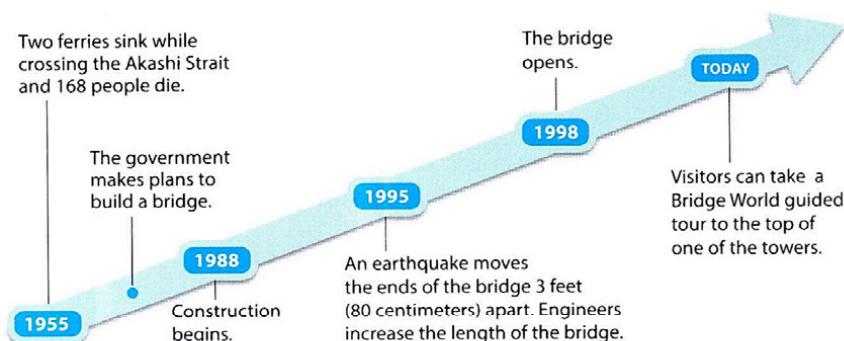 Two ferries sink while
crossing the Akashi Strait
and 168 people die.
1955
The government
makes plans to
build a bridge.
1988
Construction
begins.
1995
An earthquake moves
the ends of the bridge 3 feet
(80 centimeters) apart. Engineers
increase the length of the bridge.
The bridge
opens.
1998
TODAY
Visitors can take a
Bridge World guided
tour to the top of
one of the towers.